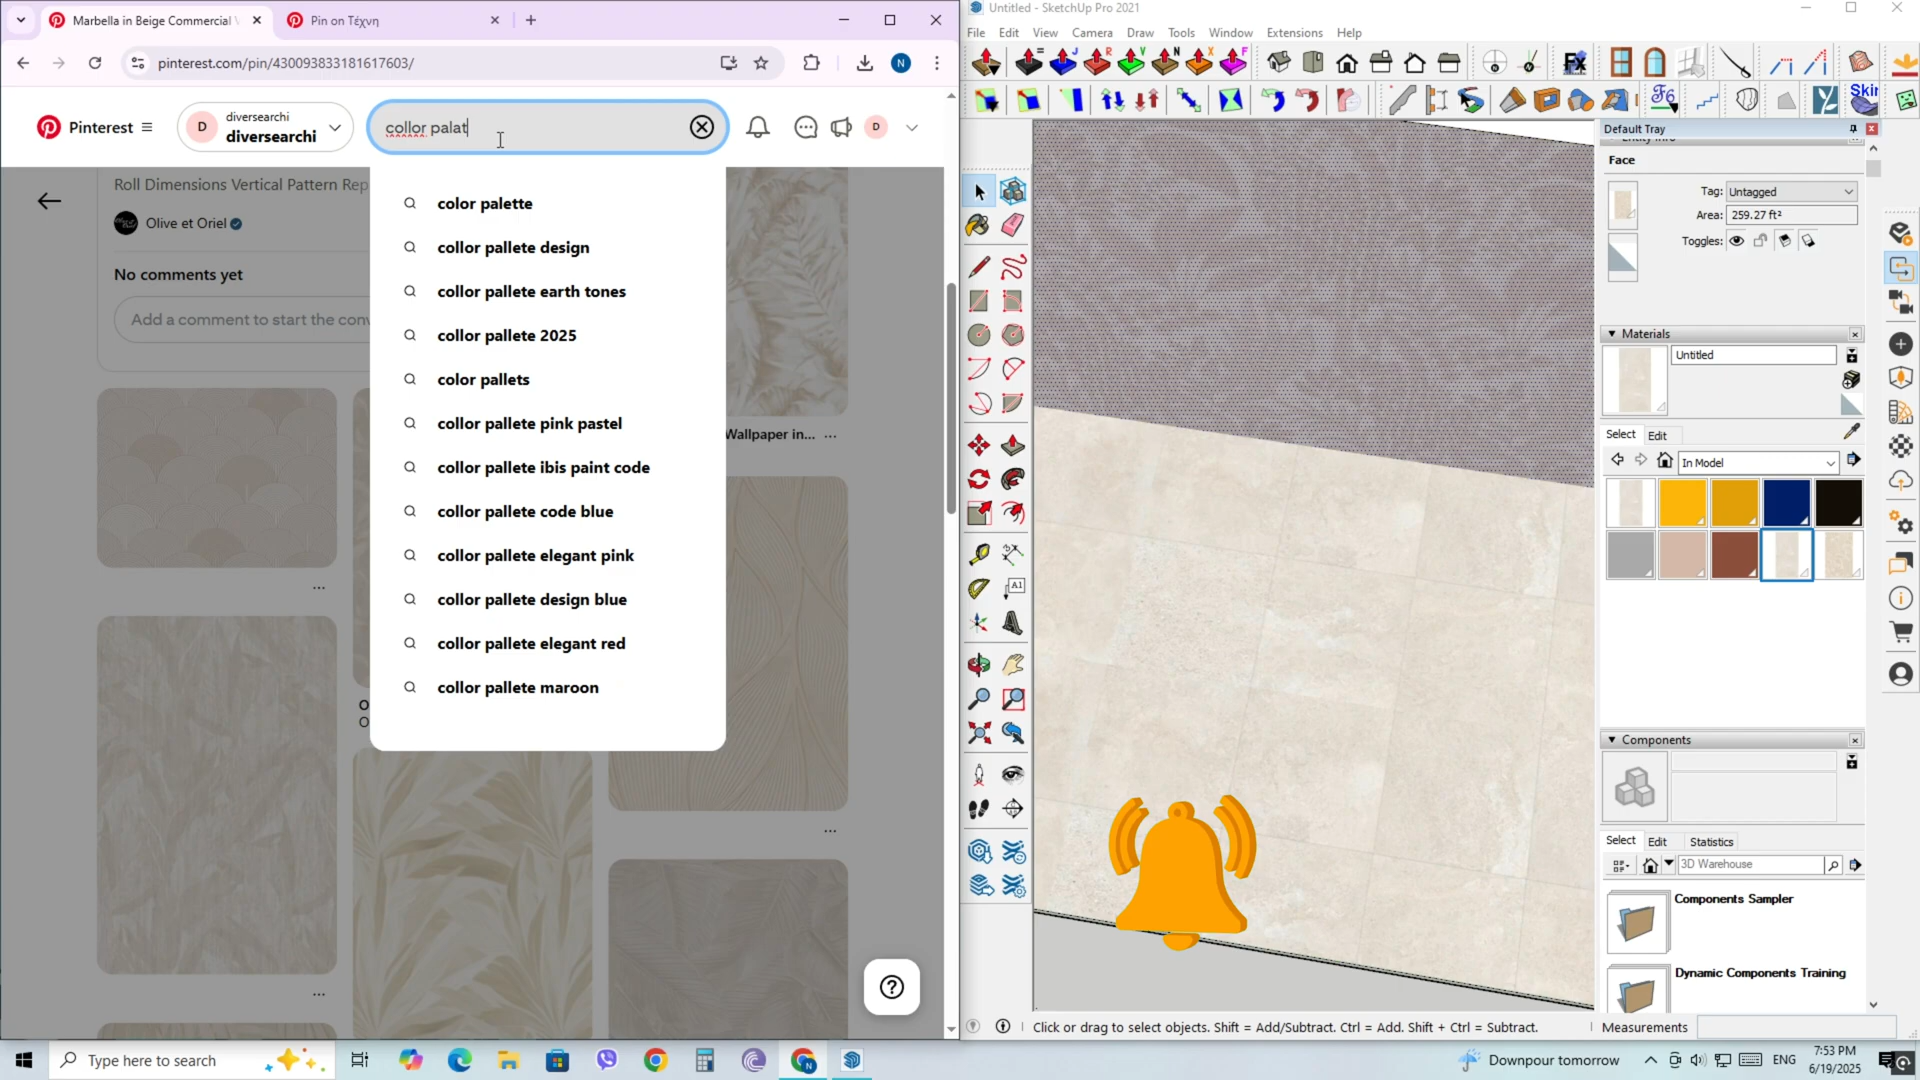 Marbella in Beige Commercial
Pin on Τέχνη
pinterest.com/pin/430093833181617603/
N
Pinterest
D
diversearchi
diversearchi
collor palat
D
Roll Dimensions Vertical Pattern Rep
Olive et Oriel
No comments yet
Add a comment to start the conv
color palette
collor pallete design
collor pallete earth tones
collor pallete 2025
color pallets
collor pallete pink pastel
collor pallete ibis paint code
collor pallete code blue
collor pallete elegant pink
collor pallete design blue
collor pallete elegant red
collor pallete maroon
Wallpaper in...
Untitled - SketchUp Pro 2021
File Edit View Camera Draw Tools Window Extensions Help
Default Tray
Entity Info
Face
Tag: Untagged
Area: 259.27 ft²
Toggles:
Materials
Untitled
Select Edit
In Model
Components
Select Edit Statistics
3D Warehouse
Components Sampler
Dynamic Components Training
Click or drag to select objects. Shift = Add/Subtract. Ctrl = Add. Shift + Ctrl = Subtract.
Measurements
Type here to search
Downpour tomorrow
ENG
7:53 PM
6/19/2025